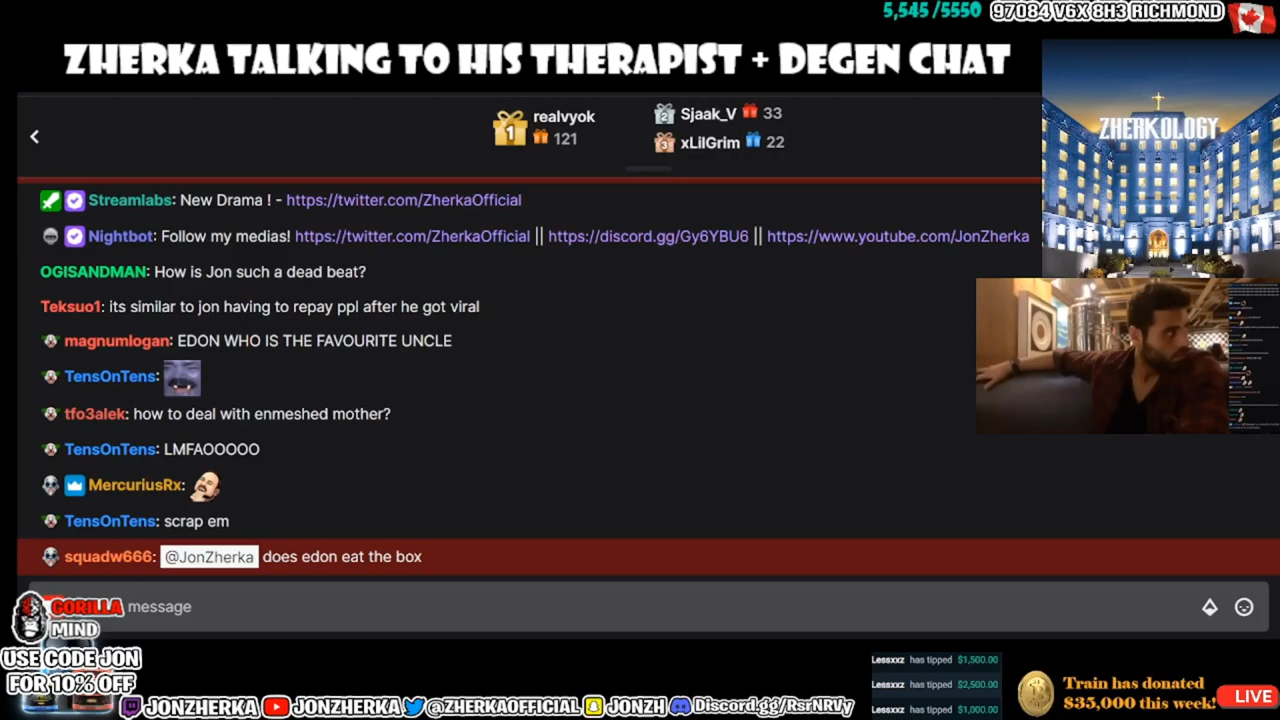 5,545 /5550
97084 V6X 8H3 RICHMOND
ZHERKA TALKING TO HIS THERAPIST + DEGEN CHAT
ZHERKOLOGY
1 realvyok
121
2 Sjaak_V 33
3 xLilGrim 22
Streamlabs: New Drama ! - https://twitter.com/ZherkaOfficial
Nightbot: Follow my medias! https://twitter.com/ZherkaOfficial || https://discord.gg/Gy6YBU6 || https://www.youtube.com/JonZherka
OGISANDMAN: How is Jon such a dead beat?
Teksuo1: its similar to jon having to repay ppl after he got viral
magnumlogan: EDON WHO IS THE FAVOURITE UNCLE
TensOnTens:
tfo3alek: how to deal with enmeshed mother?
TensOnTens: LMFAOOOOO
MercuriusRx:
TensOnTens: scrap em
squadw666: @JonZherka does edon eat the box
message
GORILLA
MIND
USE CODE JON
FOR 10% OFF
JONZHERKA JONZHERKA @ZHERKAOFFICIAL JONZH Discord.gg/RsrNRVy
Lessxxz has tipped $1,500.00
Lessxxz has tipped $2,500.00
Lessxxz has tipped $1,000.00
Train has donated
$35,000 this week!
LIVE